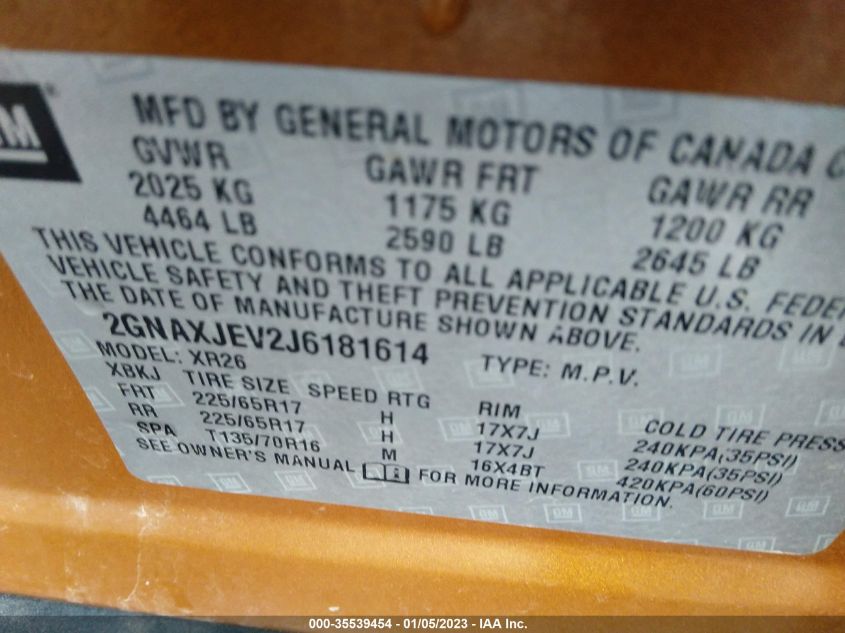 GM ®
MFD BY GENERAL MOTORS OF CANADA
GVWR GAWR FRT GAWR RR
2025 KG 1175 KG 1200 KG
4464 LB 2590 LB 2645 LB
THIS VEHICLE CONFORMS TO ALL APPLICABLE U.S.
VEHICLE SAFETY AND THEFT PREVENTION STANDARDS IN
THE DATE OF MANUFACTURE SHOWN ABOVE.
2GNAXJEV2J6181614 TYPE: M.P.V.
MODEL: XR26
XBKJ TIRE SIZE SPEED RTG RIM COLD TIRE
FRT 225/65R17 H 17X7J 240KPA(35PSI)
RR 225/65R17 H 17X7J 240KPA(35PSI)
SPA T135/70R16 M 16X4BT 420KPA(60PSI)
SEE OWNER'S MANUAL FOR MORE INFORMATION.
000-35539454 - 01/05/2023 - IAA Inc.